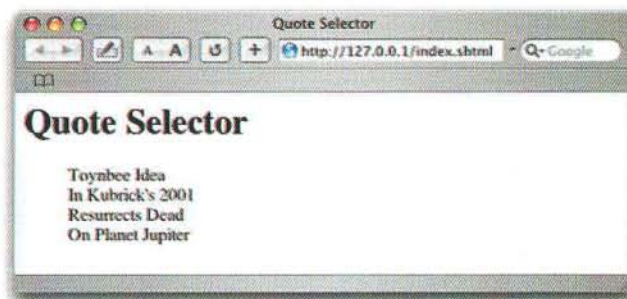 Quote Selector
A A + http://127.0.0.1/index.shtml Q- Google
Quote Selector
Toynbee Idea
In Kubrick's 2001
Resurrects Dead
On Planet Jupiter